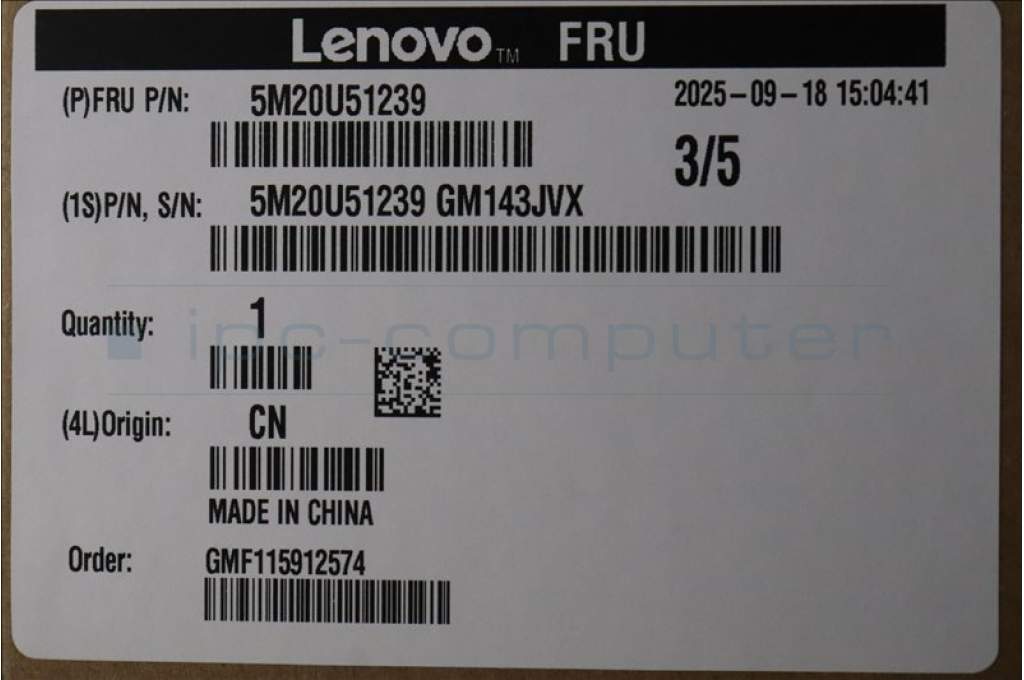 Lenovo™ FRU
(P)FRU P/N: 5M20U51239
2025-09-18 15:04:41
3/5
(1S)P/N, S/N: 5M20U51239 GM143JVX
Quantity: 1
ipc-computer
(4L)Origin: CN
MADE IN CHINA
Order: GMF115912574